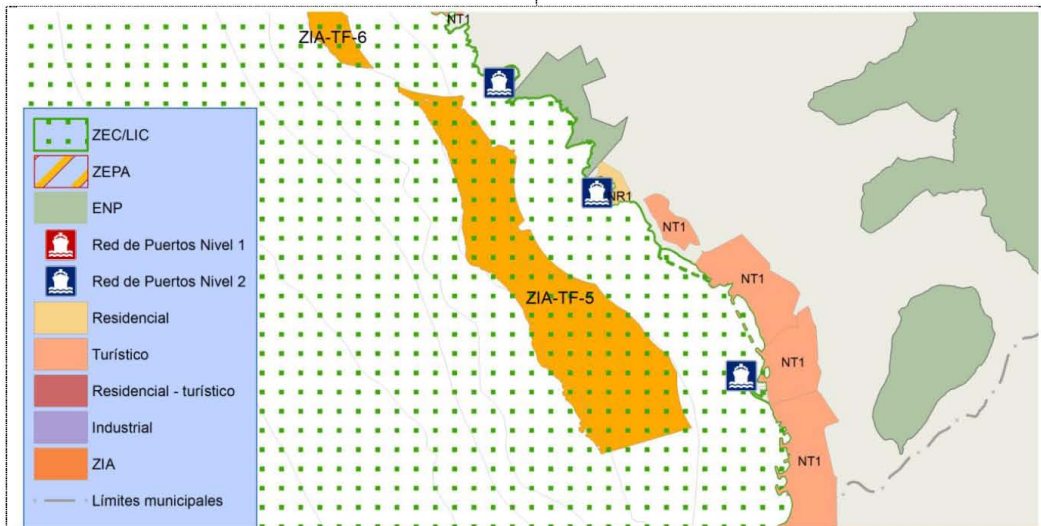 NT1
ZIA-TF-6
ZEC/LIC
ZEPA
ENP
Red de Puertos Nivel 1
Red de Puertos Nivel 2
Residencial
Turístico
Residencial - turístico
Industrial
ZIA
Límites municipales
NR1
NT1
NT1
ZIA-TF-5
NT1
NT1